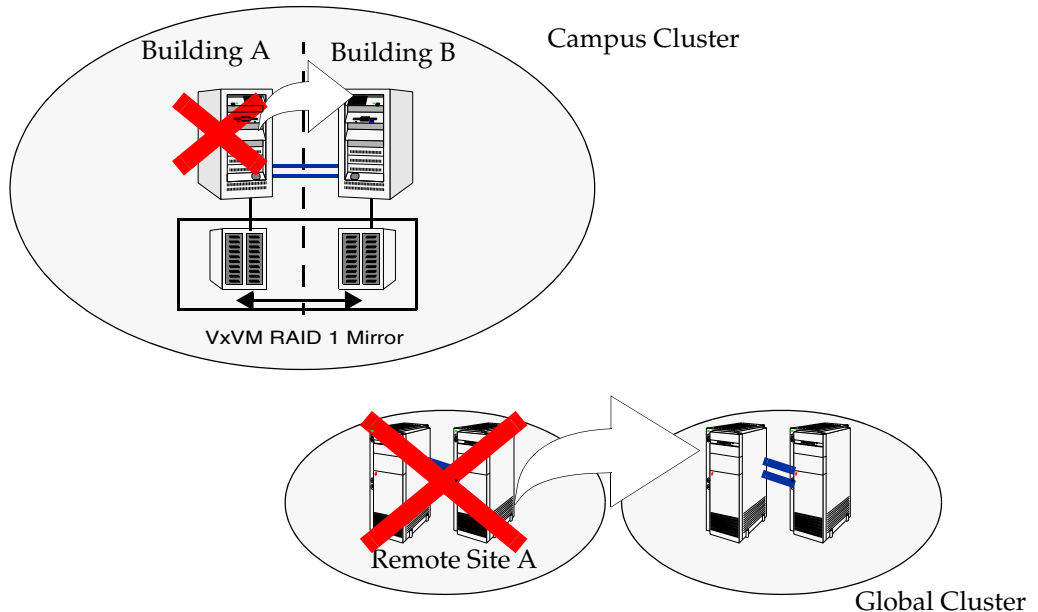 Campus Cluster
Building A
Building B
VxVM RAID 1 Mirror
Remote Site A
Global Cluster